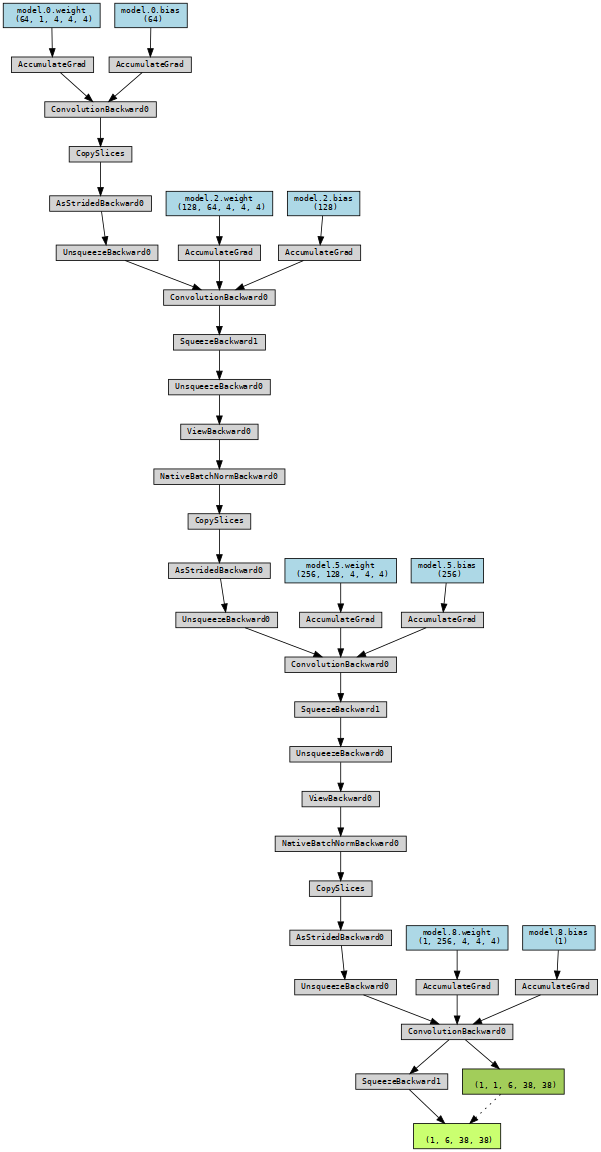 model.0.weight
(64, 1, 4, 4, 4)
model.0.bias
(64)
AccumulateGrad
AccumulateGrad
ConvolutionBackward0
CopySlices
AsStridedBackward0
model.2.weight
(128, 64, 4, 4, 4)
model.2.bias
(128)
UnsqueezeBackward0
AccumulateGrad
AccumulateGrad
ConvolutionBackward0
SqueezeBackward1
UnsqueezeBackward0
ViewBackward0
NativeBatchNormBackward0
CopySlices
AsStridedBackward0
model.5.weight
(256, 128, 4, 4, 4)
model.5.bias
(256)
UnsqueezeBackward0
AccumulateGrad
AccumulateGrad
ConvolutionBackward0
SqueezeBackward1
UnsqueezeBackward0
ViewBackward0
NativeBatchNormBackward0
CopySlices
AsStridedBackward0
model.8.weight
(1, 256, 4, 4, 4)
model.8.bias
(1)
UnsqueezeBackward0
AccumulateGrad
AccumulateGrad
ConvolutionBackward0
SqueezeBackward1
(1, 1, 6, 38, 38)
(1, 6, 38, 38)